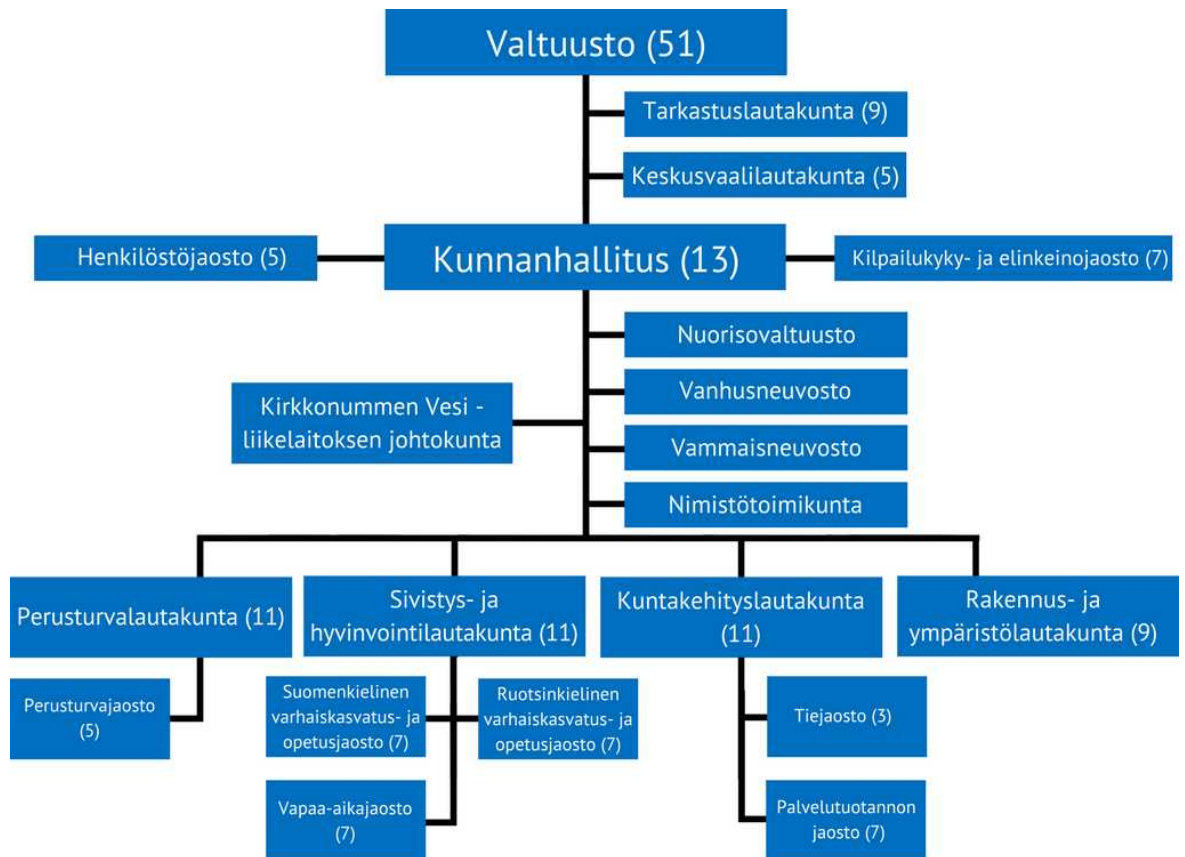 Valtuusto (51)
Tarkastuslautakunta (9)
Keskusvaalilautakunta (5)
Henkilöstöjaosto (5)
Kunnanhallitus (13)
Kilpailukyky- ja elinkeinojaosto (7)
Nuorisovaltuusto
Vanhusneuvosto
Kirkkonummen Vesi -
liikelaitoksen johtokunta
Vammaisneuvosto
Nimistötoimikunta
Perusturvalautakunta (11)
Sivistys- ja
hyvinvointilautakunta (11)
Kuntakehityslautakunta
(11)
Rakennus- ja
ympäristölautakunta (9)
Perusturvajaosto
(5)
Suomenkielinen
varhaiskasvatus- ja
opetusjaosto (7)
Ruotsinkielinen
varhaiskasvatus- ja
opetusjaosto (7)
Tiejaosto (3)
Vapaa-aikajaosto
(7)
Palvelutuotannon
jaosto (7)